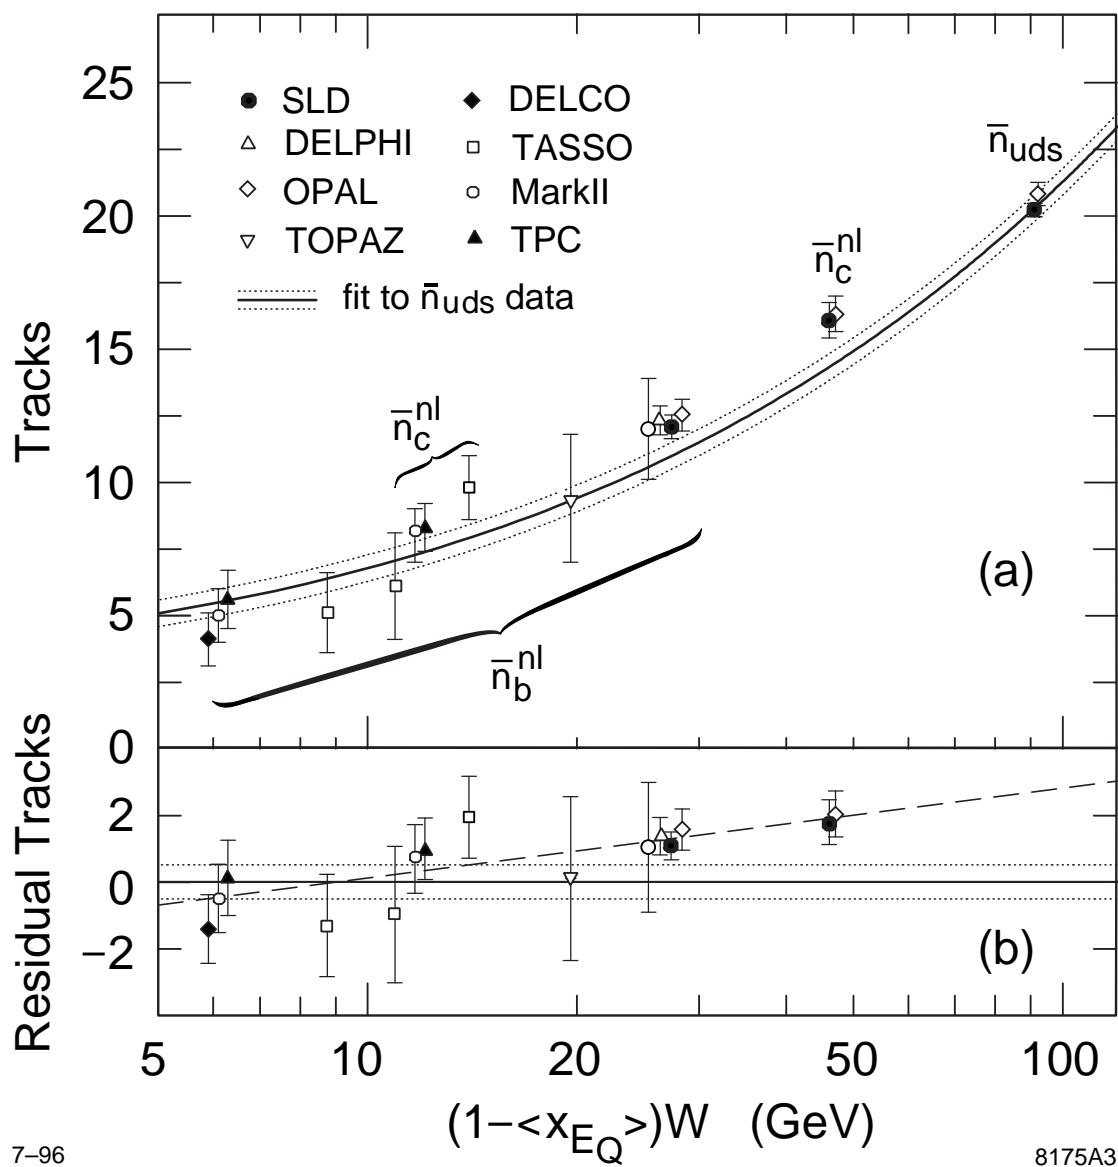 25
SLD DELCO
DELPHI TASSO
OPAL MarkII
TOPAZ TPC
fit to n̄uds data
n̄uds
20
n̄c^nl
15
n̄c^nl
10
(a)
5
n̄b^nl
0
Tracks
2
0
−2
(b)
Residual Tracks
5 10 20 50 100
(1−<xEQ>)W (GeV)
7−96 8175A3